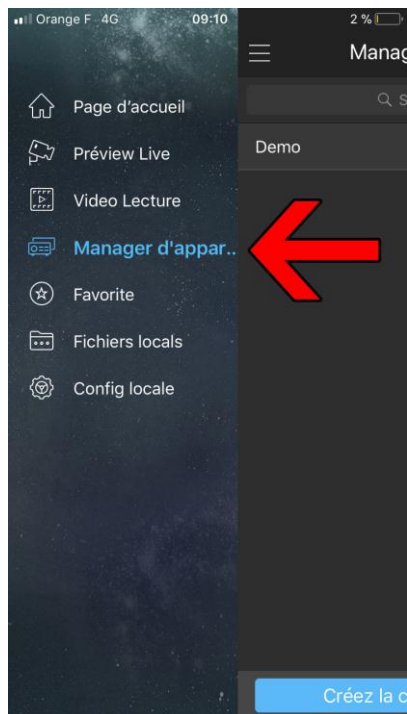 Orange F 4G 09:10 2 %
Manag
S
Page d'accueil
Demo
Préview Live
Video Lecture
Manager d'appar..
Favorite
Fichiers locals
Config locale
Créez la c